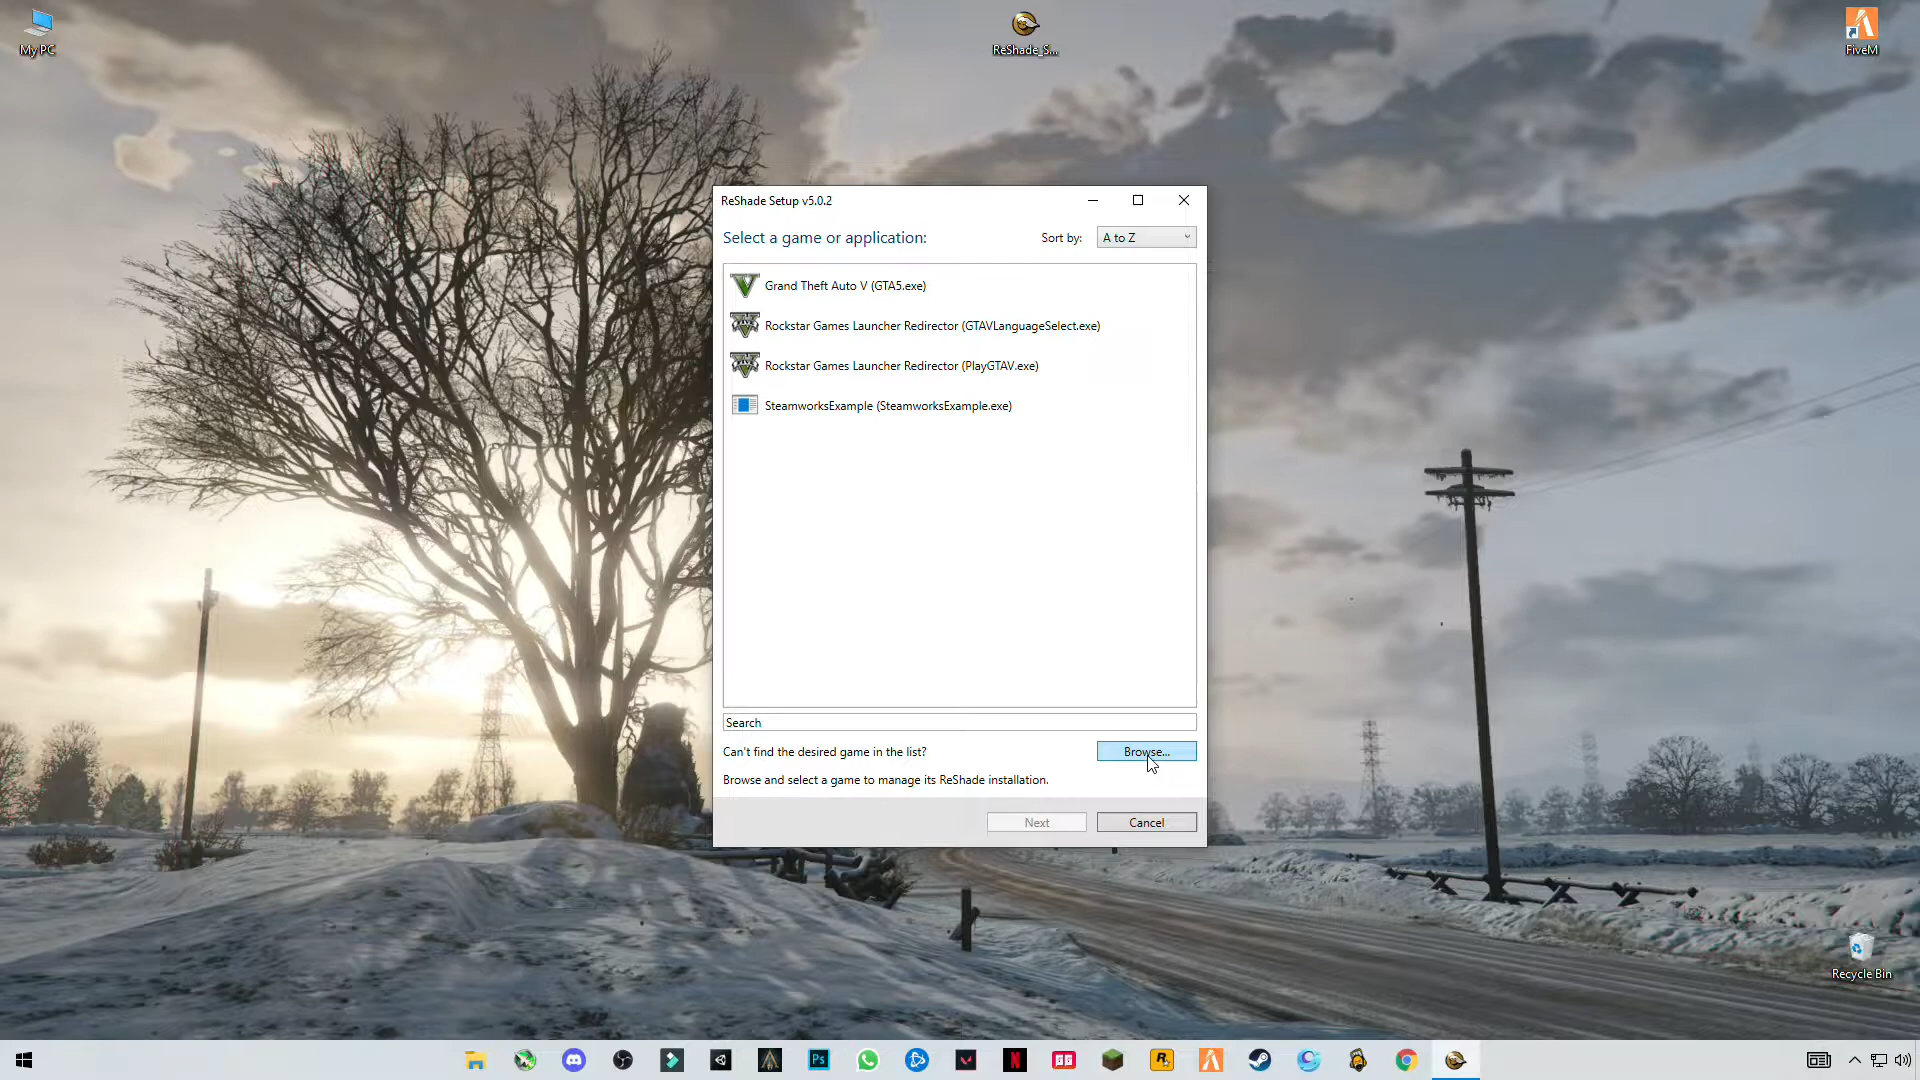 My PC
ReShade_S...
FiveM
ReShade Setup v5.0.2
Select a game or application:
Sort by:
A to Z
Grand Theft Auto V (GTA5.exe)
Rockstar Games Launcher Redirector (GTAVLanguageSelect.exe)
Rockstar Games Launcher Redirector (PlayGTAV.exe)
SteamworksExample (SteamworksExample.exe)
Search
Can't find the desired game in the list?
Browse...
Browse and select a game to manage its ReShade installation.
Next
Cancel
Recycle Bin
Ps